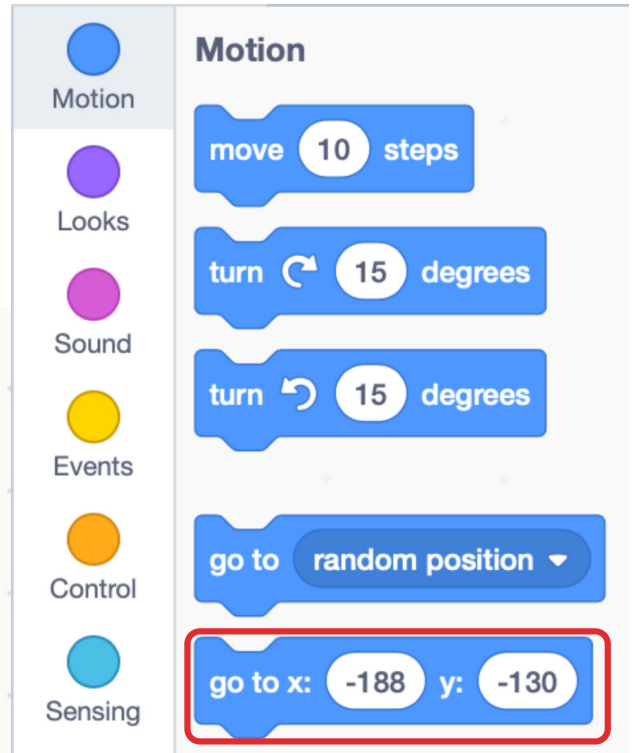 Motion
Looks
Sound
Events
Control
Sensing
Motion
move 10 steps
turn 15 degrees
turn 15 degrees
go to random position
go to x: -188 y: -130